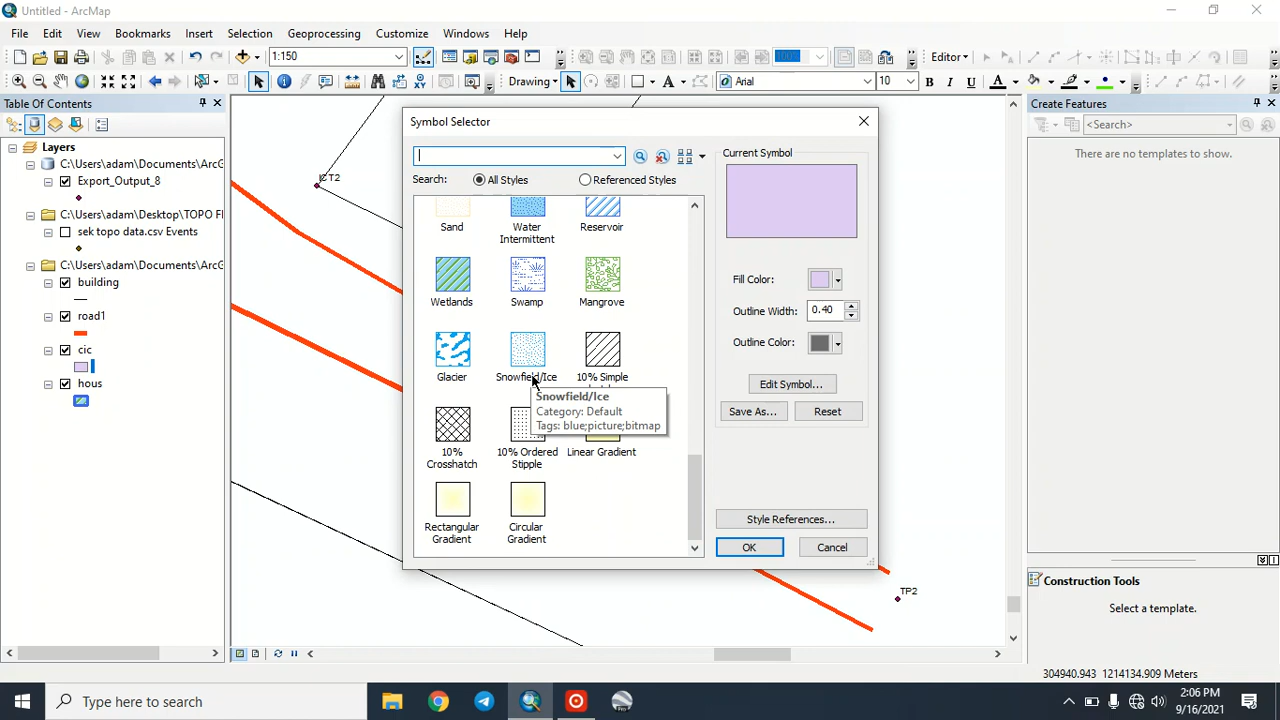 Untitled - ArcMap
File Edit View Bookmarks Insert Selection Geoprocessing Customize Windows Help
1:150 100% Editor
Drawing Arial 10 B I U A
Table Of Contents
Layers
C:\Users\adam\Documents\ArcG
Export_Output_8
C:\Users\adam\Desktop\TOPO FI
sek topo data.csv Events
C:\Users\adam\Documents\ArcG
building
road1
cic
hous
CT2
TP2
Symbol Selector
Search: All Styles Referenced Styles
Sand Water Intermittent Reservoir
Wetlands Swamp Mangrove
Glacier Snowfield/Ice 10% Simple
Snowfield/Ice
Category: Default
Tags: blue;picture;bitmap
10% Crosshatch 10% Ordered Stipple Linear Gradient
Rectangular Gradient Circular Gradient
Current Symbol
Fill Color:
Outline Width: 0.40
Outline Color:
Edit Symbol...
Save As... Reset
Style References...
OK Cancel
Create Features
<Search>
There are no templates to show.
Construction Tools
Select a template.
304940.943 1214134.909 Meters
Type here to search
2:06 PM
9/16/2021